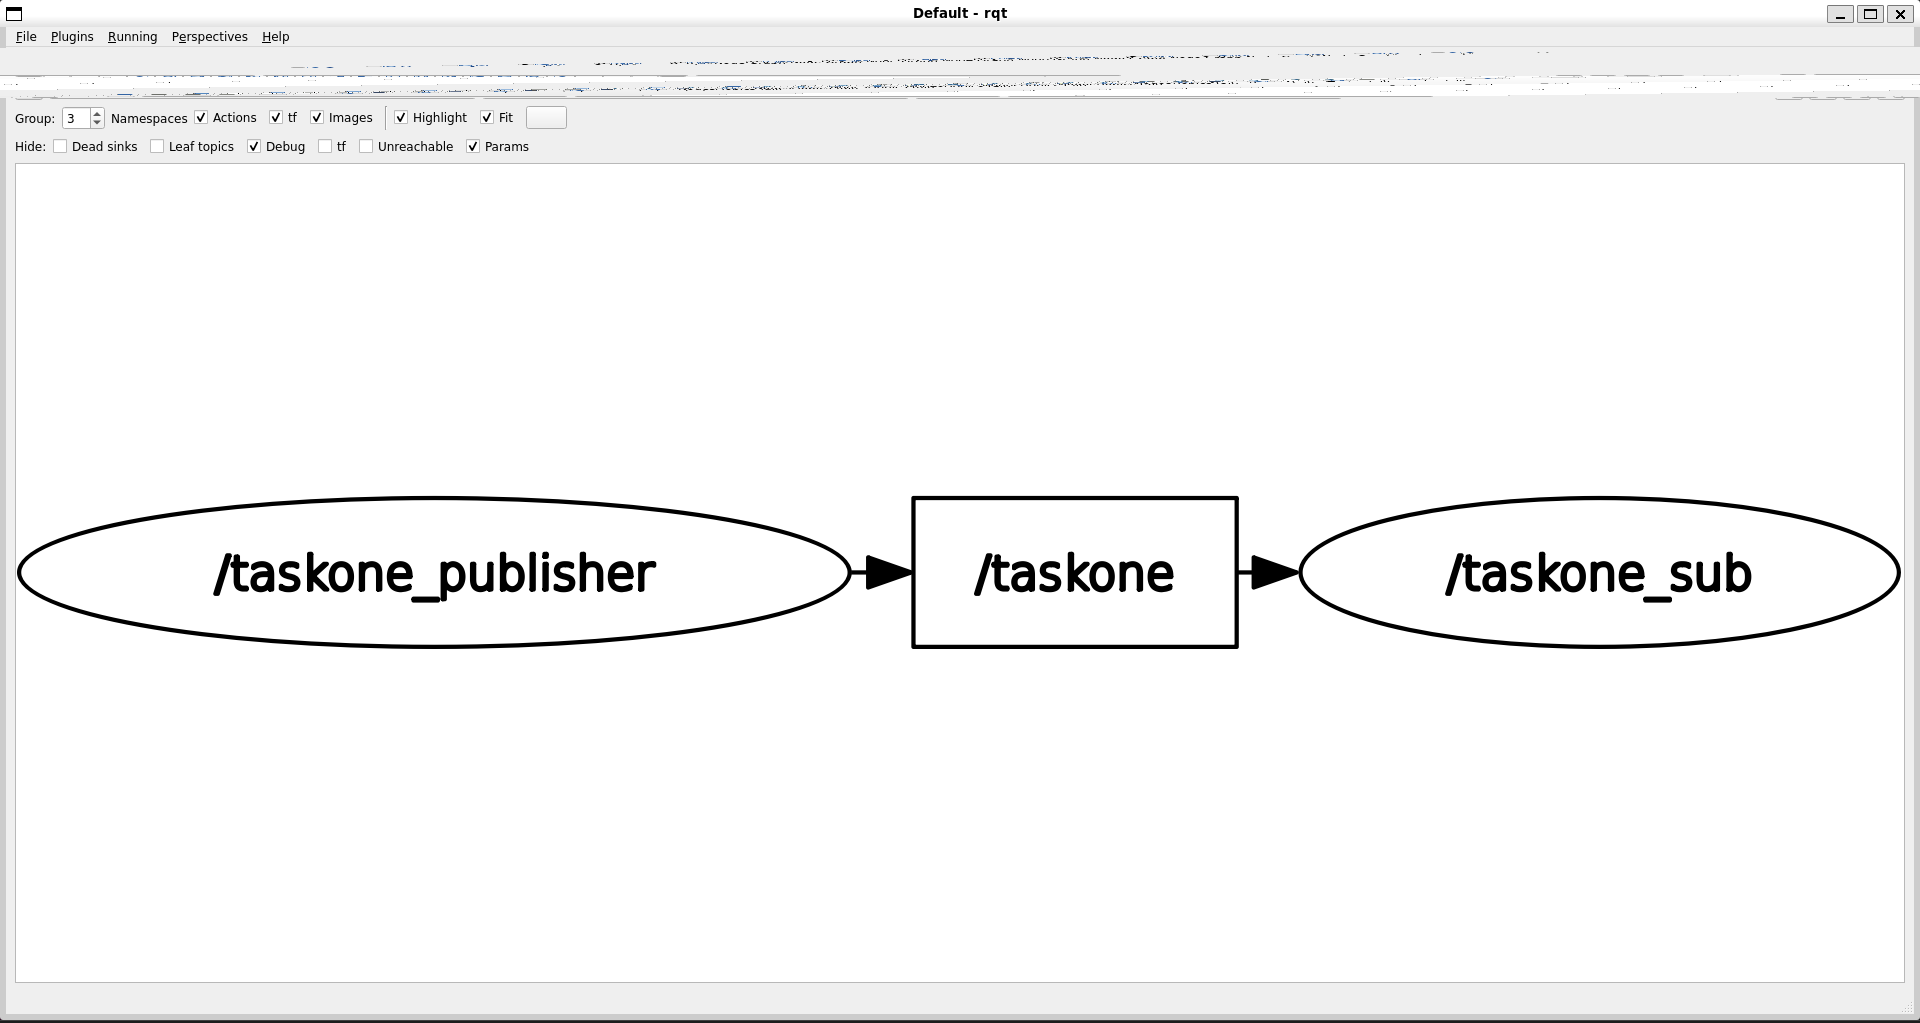 Default - rqt
File Plugins Running Perspectives Help
Group: 3 Namespaces Actions tf Images Highlight Fit
Hide: Dead sinks Leaf topics Debug tf Unreachable Params
/taskone_publisher /taskone /taskone_sub